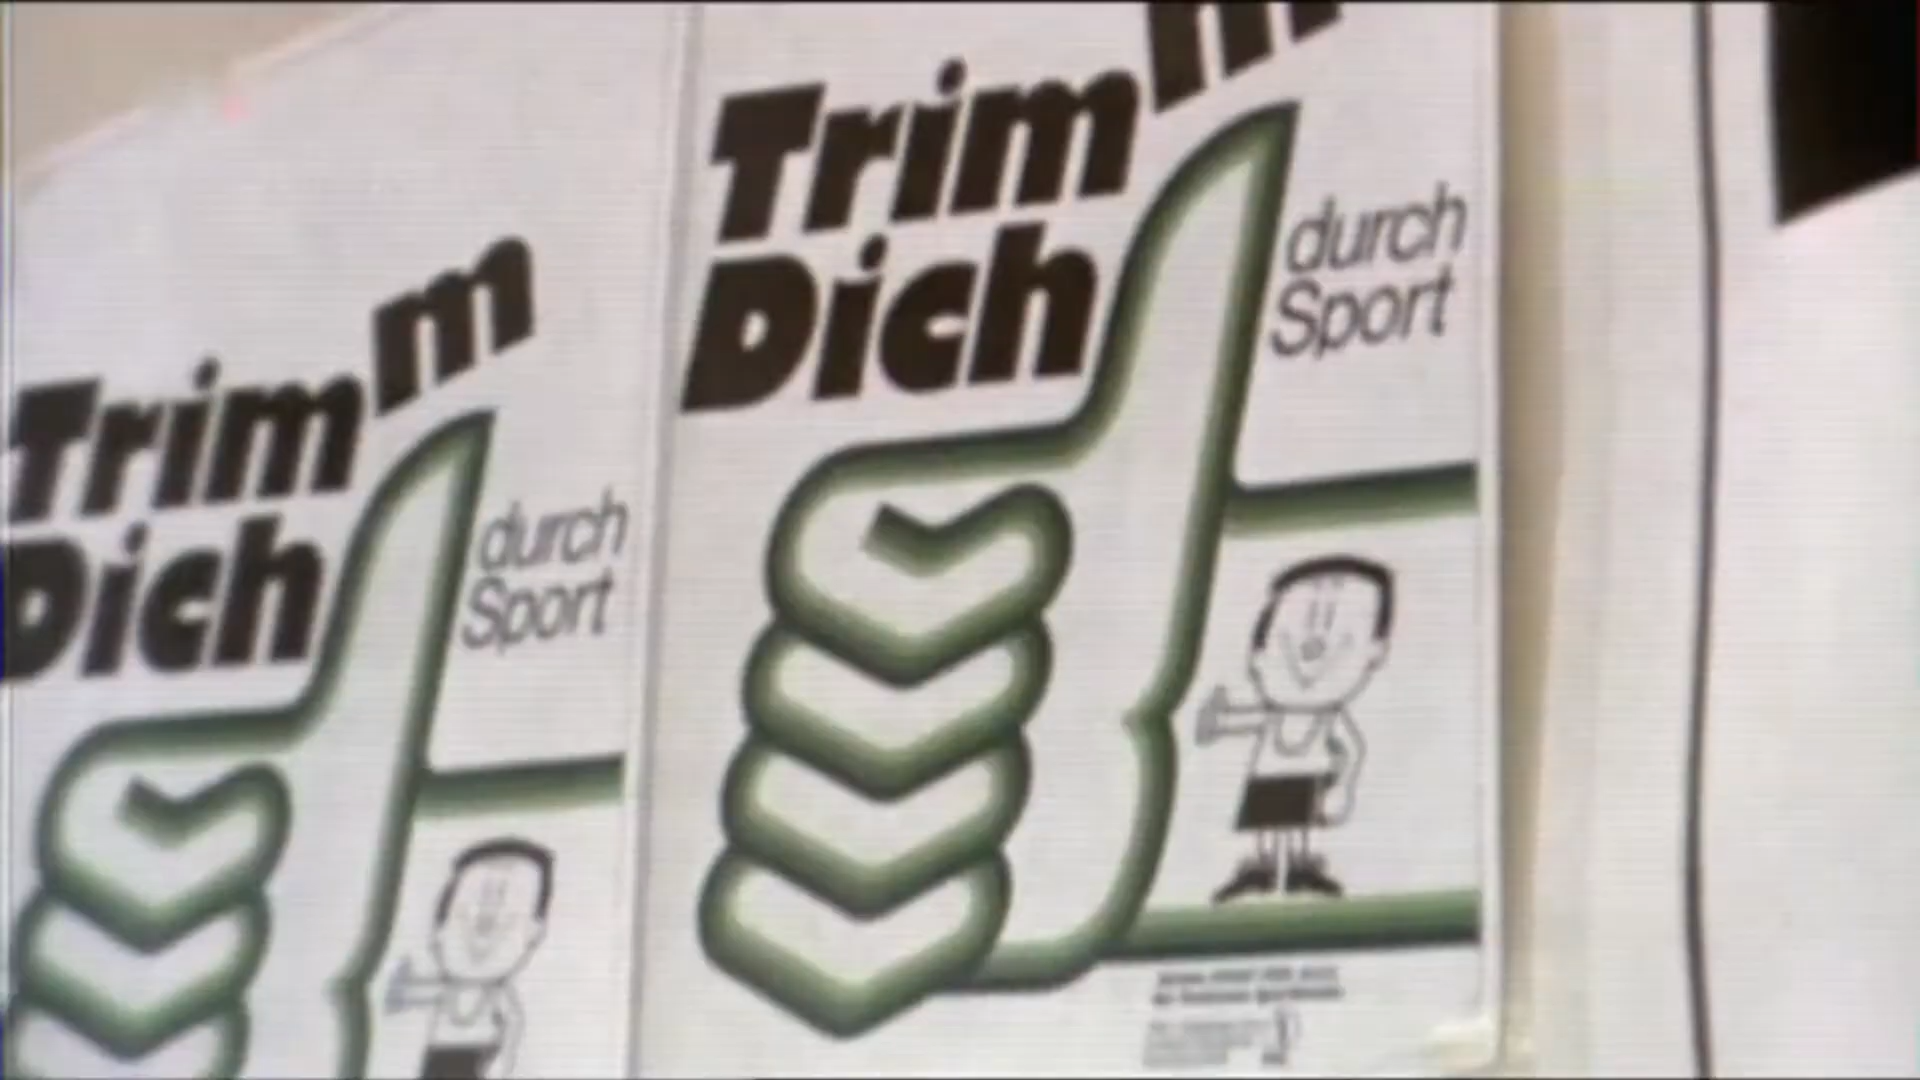 Trimm
Dich
durch
Sport
Trimm
Dich
durch
Sport